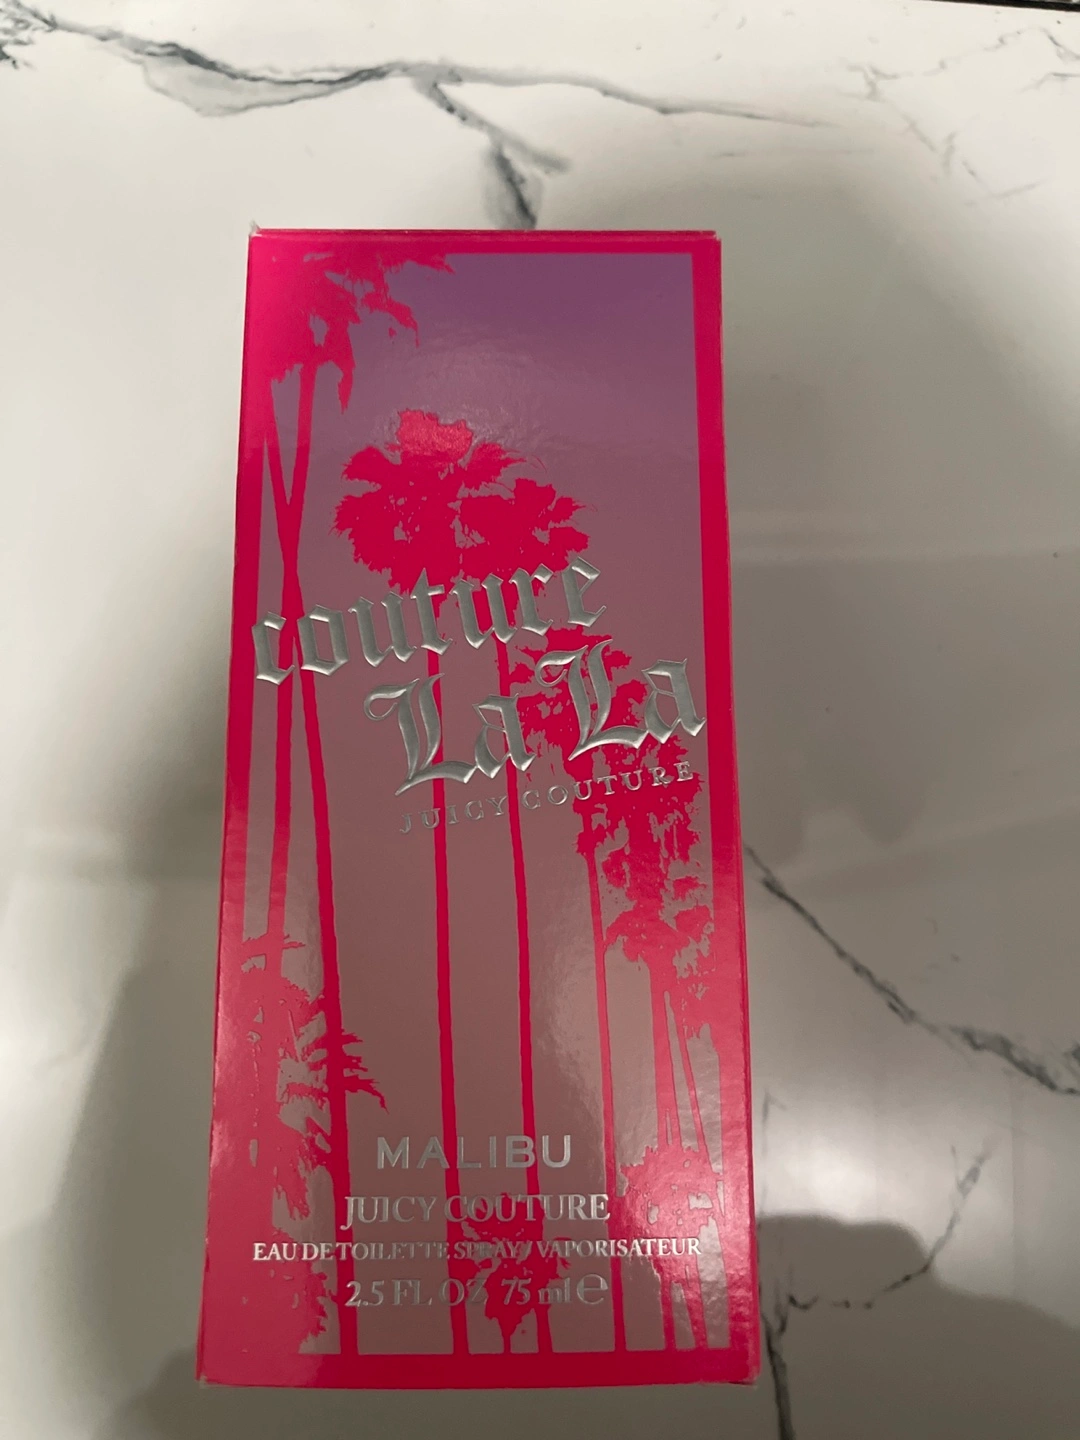 couture
La La
JUICY COUTURE
MALIBU
JUICY COUTURE
EAU DE TOILETTE SPRAY / VAPORISATEUR
2.5 FL OZ 75 ml ℮